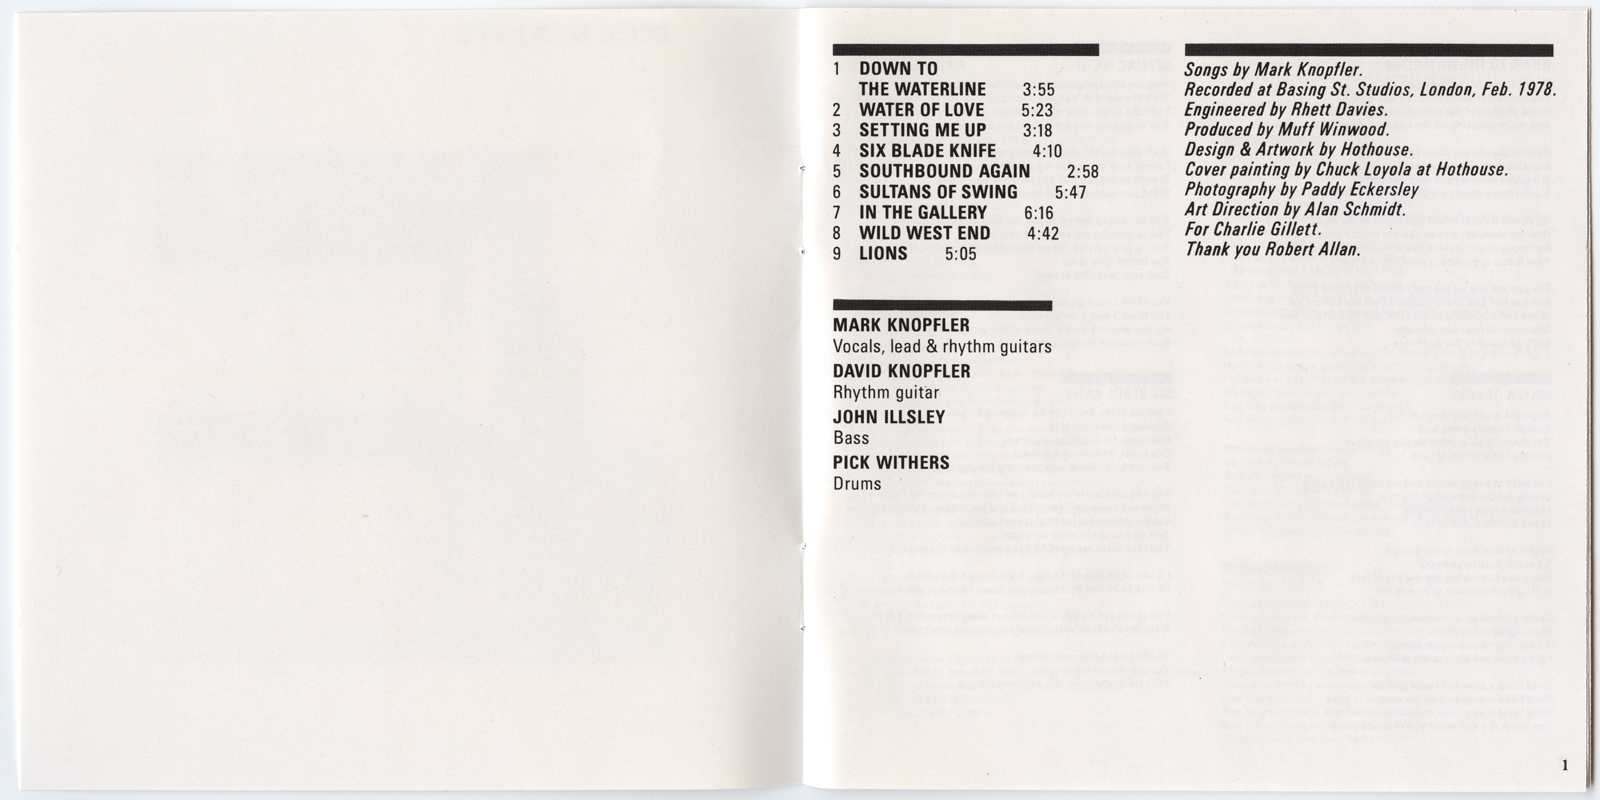 1 DOWN TO
THE WATERLINE 3:55
2 WATER OF LOVE 5:23
3 SETTING ME UP 3:18
4 SIX BLADE KNIFE 4:10
5 SOUTHBOUND AGAIN 2:58
6 SULTANS OF SWING 5:47
7 IN THE GALLERY 6:16
8 WILD WEST END 4:42
9 LIONS 5:05
MARK KNOPFLER
Vocals, lead & rhythm guitars
DAVID KNOPFLER
Rhythm guitar
JOHN ILLSLEY
Bass
PICK WITHERS
Drums
Songs by Mark Knopfler.
Recorded at Basing St. Studios, London, Feb. 1978.
Engineered by Rhett Davies.
Produced by Muff Winwood.
Design & Artwork by Hothouse.
Cover painting by Chuck Loyola at Hothouse.
Photography by Paddy Eckersley
Art Direction by Alan Schmidt.
For Charlie Gillett.
Thank you Robert Allan.
1